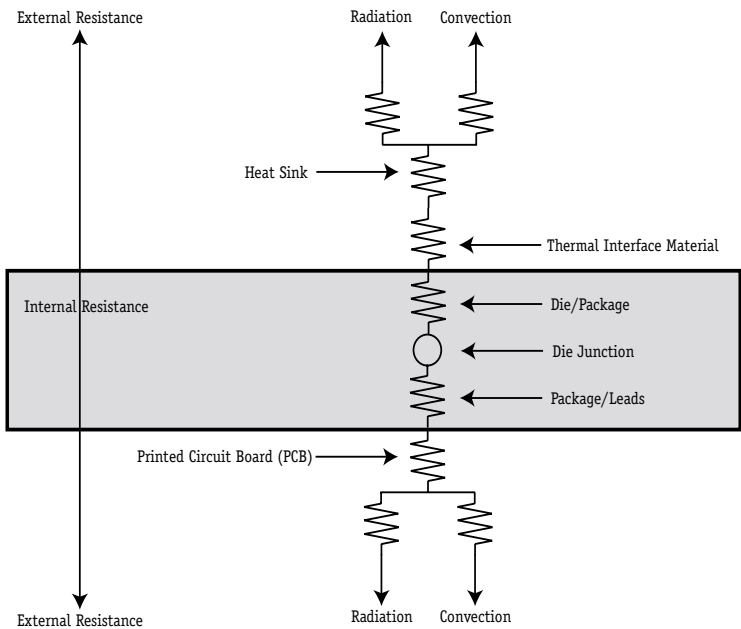 External Resistance
Radiation
Convection
Heat Sink
Thermal Interface Material
Internal Resistance
Die/Package
Die Junction
Package/Leads
Printed Circuit Board (PCB)
Radiation
Convection
External Resistance